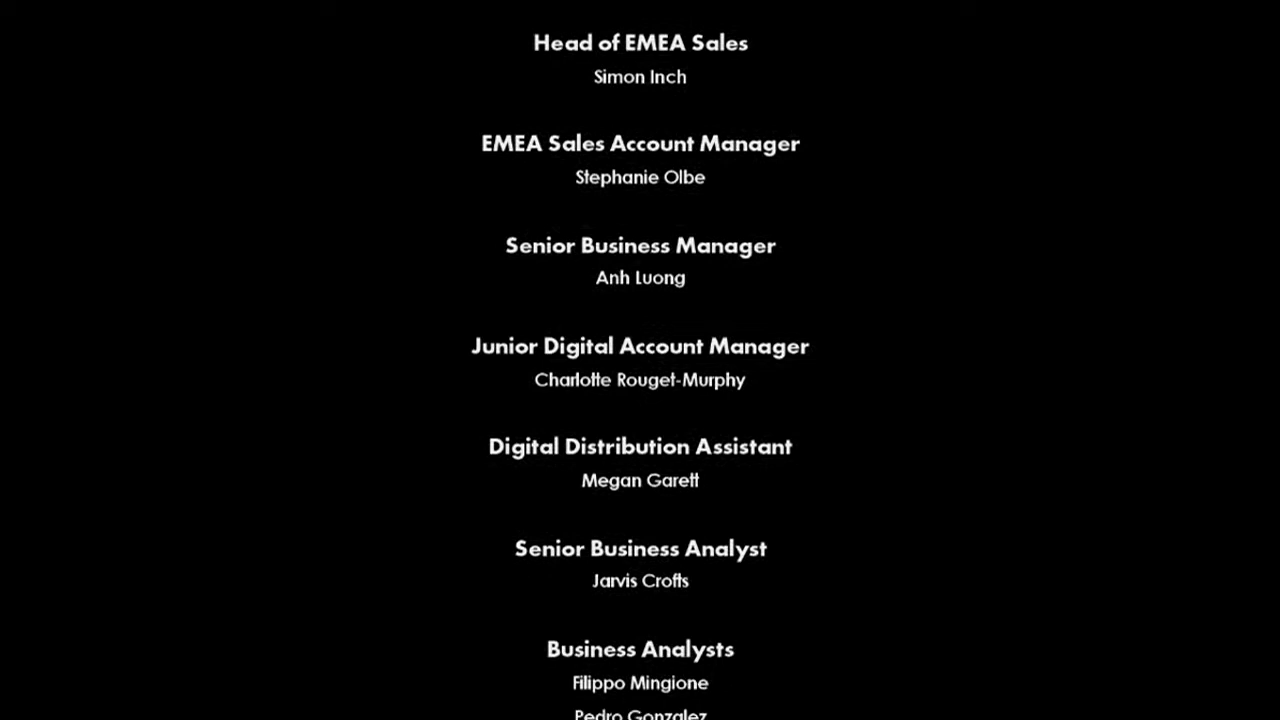 Head of EMEA Sales
Simon Inch
EMEA Sales Account Manager
Stephanie Olbe
Senior Business Manager
Anh Luong
Junior Digital Account Manager
Charlotte Rouget-Murphy
Digital Distribution Assistant
Megan Garett
Senior Business Analyst
Jarvis Crofts
Business Analysts
Filippo Mingione
Pedro Gonzalez